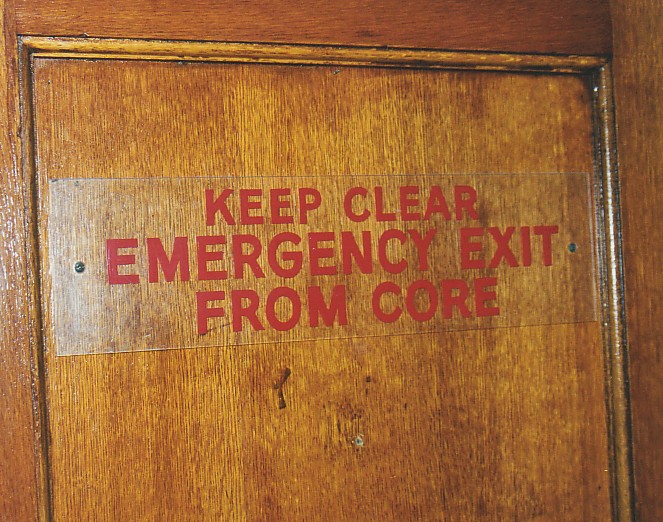 KEEP CLEAR
EMERGENCY EXIT
FROM CORE